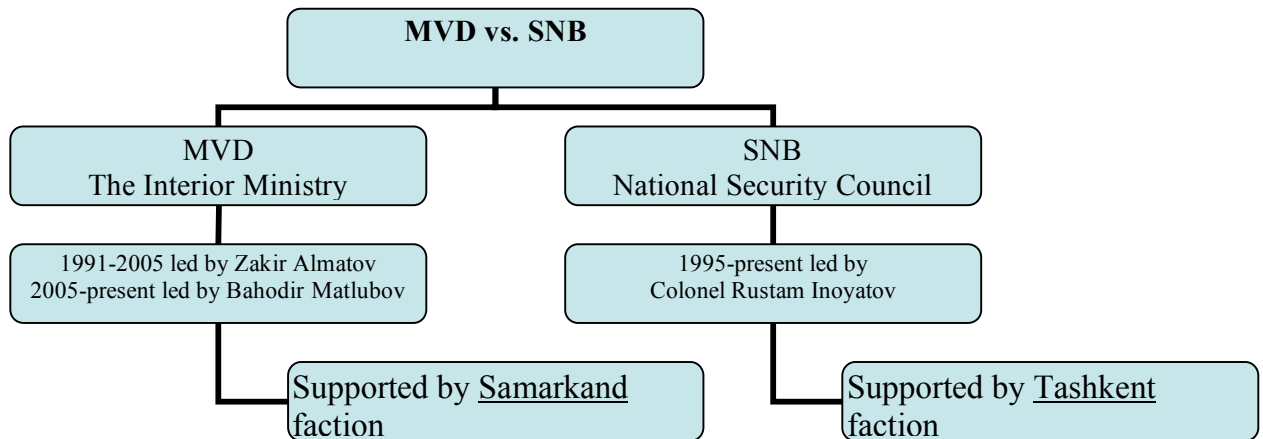 MVD vs. SNB
MVD
The Interior Ministry
SNB
National Security Council
1991-2005 led by Zakir Almatov
2005-present led by Bahodir Matlubov
1995-present led by
Colonel Rustam Inoyatov
Supported by Samarkand
faction
Supported by Tashkent
faction